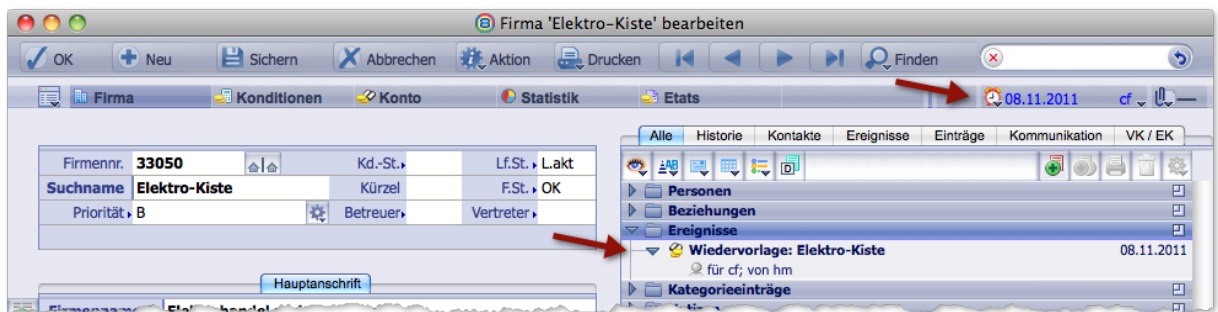 Firma 'Elektro-Kiste' bearbeiten
OK Neu Sichern Abbrechen Aktion Drucken Finden
Firma Konditionen Konto Statistik Etats 08.11.2011 cf
Alle Historie Kontakte Ereignisse Einträge Kommunikation VK / EK
Firmennr. 33050 Kd.-St. Lf.St. L.akt
Suchname Elektro-Kiste Kürzel F.St. OK
Priorität B Betreuer Vertreter
Personen
Beziehungen
Ereignisse
Wiedervorlage: Elektro-Kiste 08.11.2011
für cf; von hm
Kategorieeinträge
Hauptanschrift